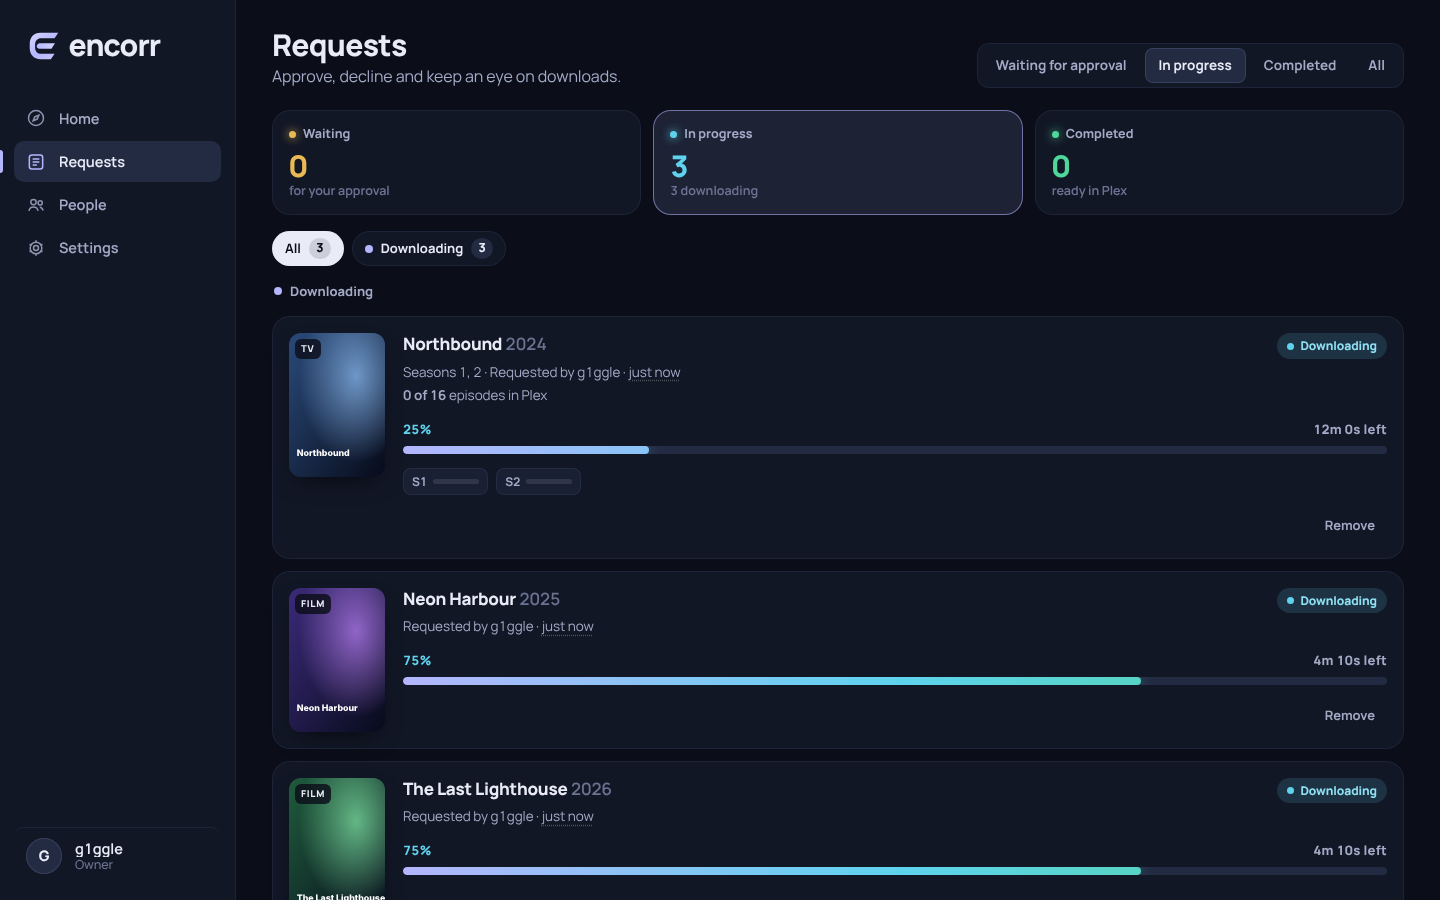 encorr
Home
Requests
People
Settings
G
g1ggle
Owner
Requests
Approve, decline and keep an eye on downloads.
Waiting for approval
In progress
Completed
All
Waiting
0
for your approval
In progress
3
3 downloading
Completed
0
ready in Plex
All 3
Downloading 3
Downloading
TV
Northbound
Northbound 2024
Downloading
Seasons 1, 2 · Requested by g1ggle · just now
0 of 16 episodes in Plex
25%
12m 0s left
S1
S2
Remove
FILM
Neon Harbour
Neon Harbour 2025
Downloading
Requested by g1ggle · just now
75%
4m 10s left
Remove
FILM
The Last Lighthouse
The Last Lighthouse 2026
Downloading
Requested by g1ggle · just now
75%
4m 10s left